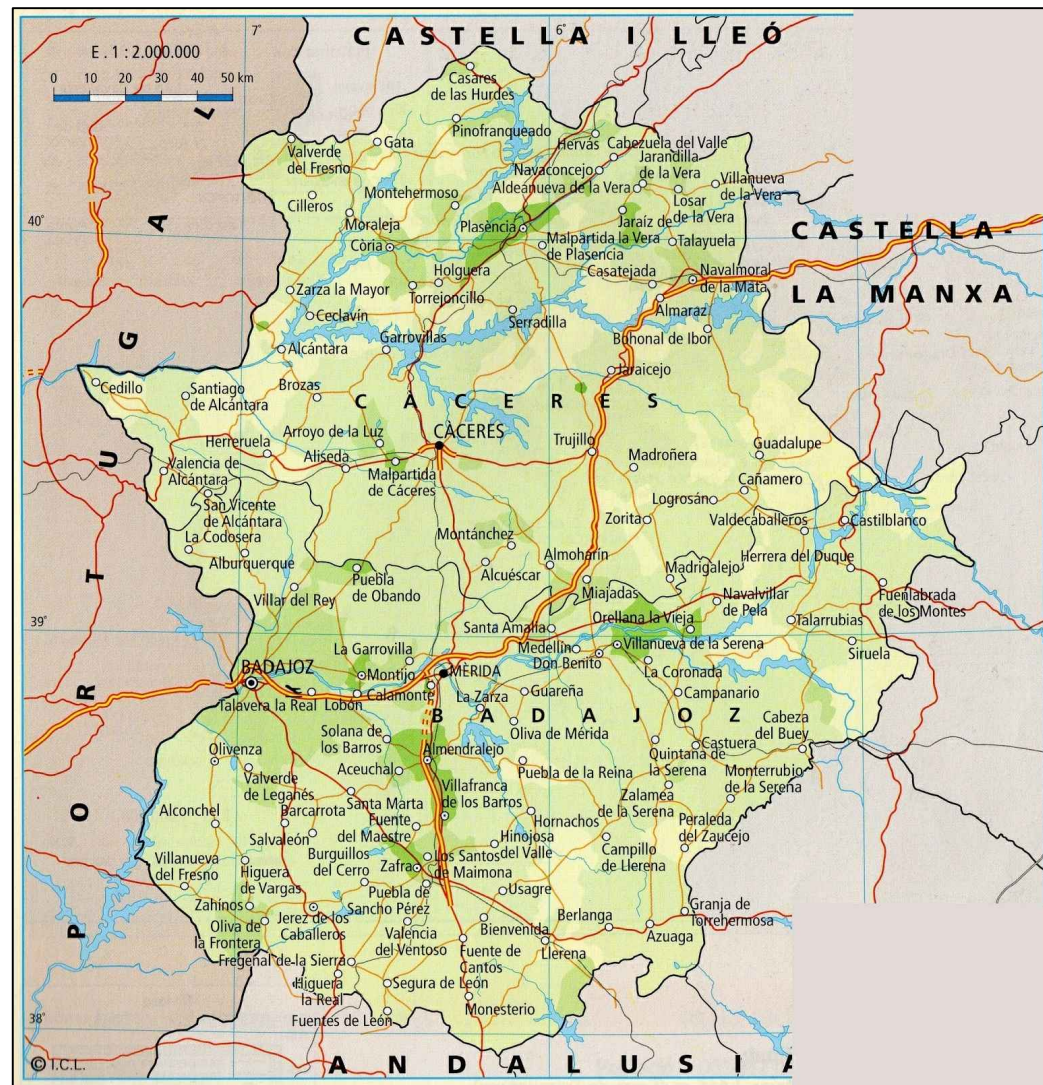 CASTELLA I LLEÓ
7°
6°
E. 1 : 2.000.000
0 10 20 30 40 50 km
Casares
de las Hurdes
Pinofranqueado
Gata
Valverde
del Fresno
Hervás
Cabezuela del Valle
Navaconcejo
Jarandilla
de la Vera
Aldeanueva de la Vera
Villanueva
de la Vera
Montehermoso
Cilleros
Losar
de la Vera
Moraleja
Jaraíz
la Vera
Plasència
40°
Còria
Malpartida
de Plasencia
Talayuela
CASTELLA-
LA MANXA
Holguera
Casatejada
Navalmoral
de la Mata
Zarza la Mayor
Torrejoncillo
Almaraz
Ceclavín
Serradilla
Garrovillas
Bohonal de Ibor
Alcántara
Jaraicejo
Cedillo
Santiago
de Alcántara
Brozas
CÀCERES
Arroyo de la Luz
CÀCERES
Herreruela
Trujillo
Guadalupe
Aliseda
Madroñera
Valencia de
Alcántara
Malpartida
de Cáceres
Cañamero
Logrosán
San Vicente
de Alcántara
Zorita
Valdecaballeros
Castilblanco
La Codosera
Montánchez
Alburquerque
Almoharín
Herrera del Duque
Alcuéscar
Madrigalejo
Puebla
de Obando
Villar del Rey
Miajadas
Navalvillar
de Pela
Fuenlabrada
de los Montes
Orellana la Vieja
Talarrubias
39°
Santa Amalia
La Garrovilla
Medellín
Villanueva de la Serena
Siruela
Don Benito
BADAJOZ
Montijo
MÈRIDA
La Coronada
Talavera la Real
Lobón
Calamonte
La Zarza
Guareña
Campanario
BADAJOZ
Cabeza
del Buey
Solana de
los Barros
Oliva de Mérida
Olivenza
Almendralejo
Quintana de
la Serena
Castuera
Aceuchal
Puebla de la Reina
Monterrubio
de la Serena
Valverde
de Leganés
Villafranca
de los Barros
Zalamea
de la Serena
Alconchel
Barcarrota
Santa Marta
Hornachos
Peraleda
del Zaucejo
Fuente
del Maestre
Salvaleón
Hinojosa
del Valle
Campillo
de Llerena
Burguillos
del Cerro
Villanueva
del Fresno
Los Santos
de Maimona
Zafra
Higuera
de Vargas
Puebla de
Sancho Pérez
Usagre
Zahínos
Jerez de los
Caballeros
Berlanga
Granja de
Torrehermosa
Oliva de
la Frontera
Valencia
del Ventoso
Bienvenida
Azuaga
Fuente de
Cantos
Llerena
Fregenal de la Sierra
Higuera
la Real
Segura de León
Monesterio
Fuentes de León
38°
PORTUGAL
© I.C.L.
ANDALUSIA